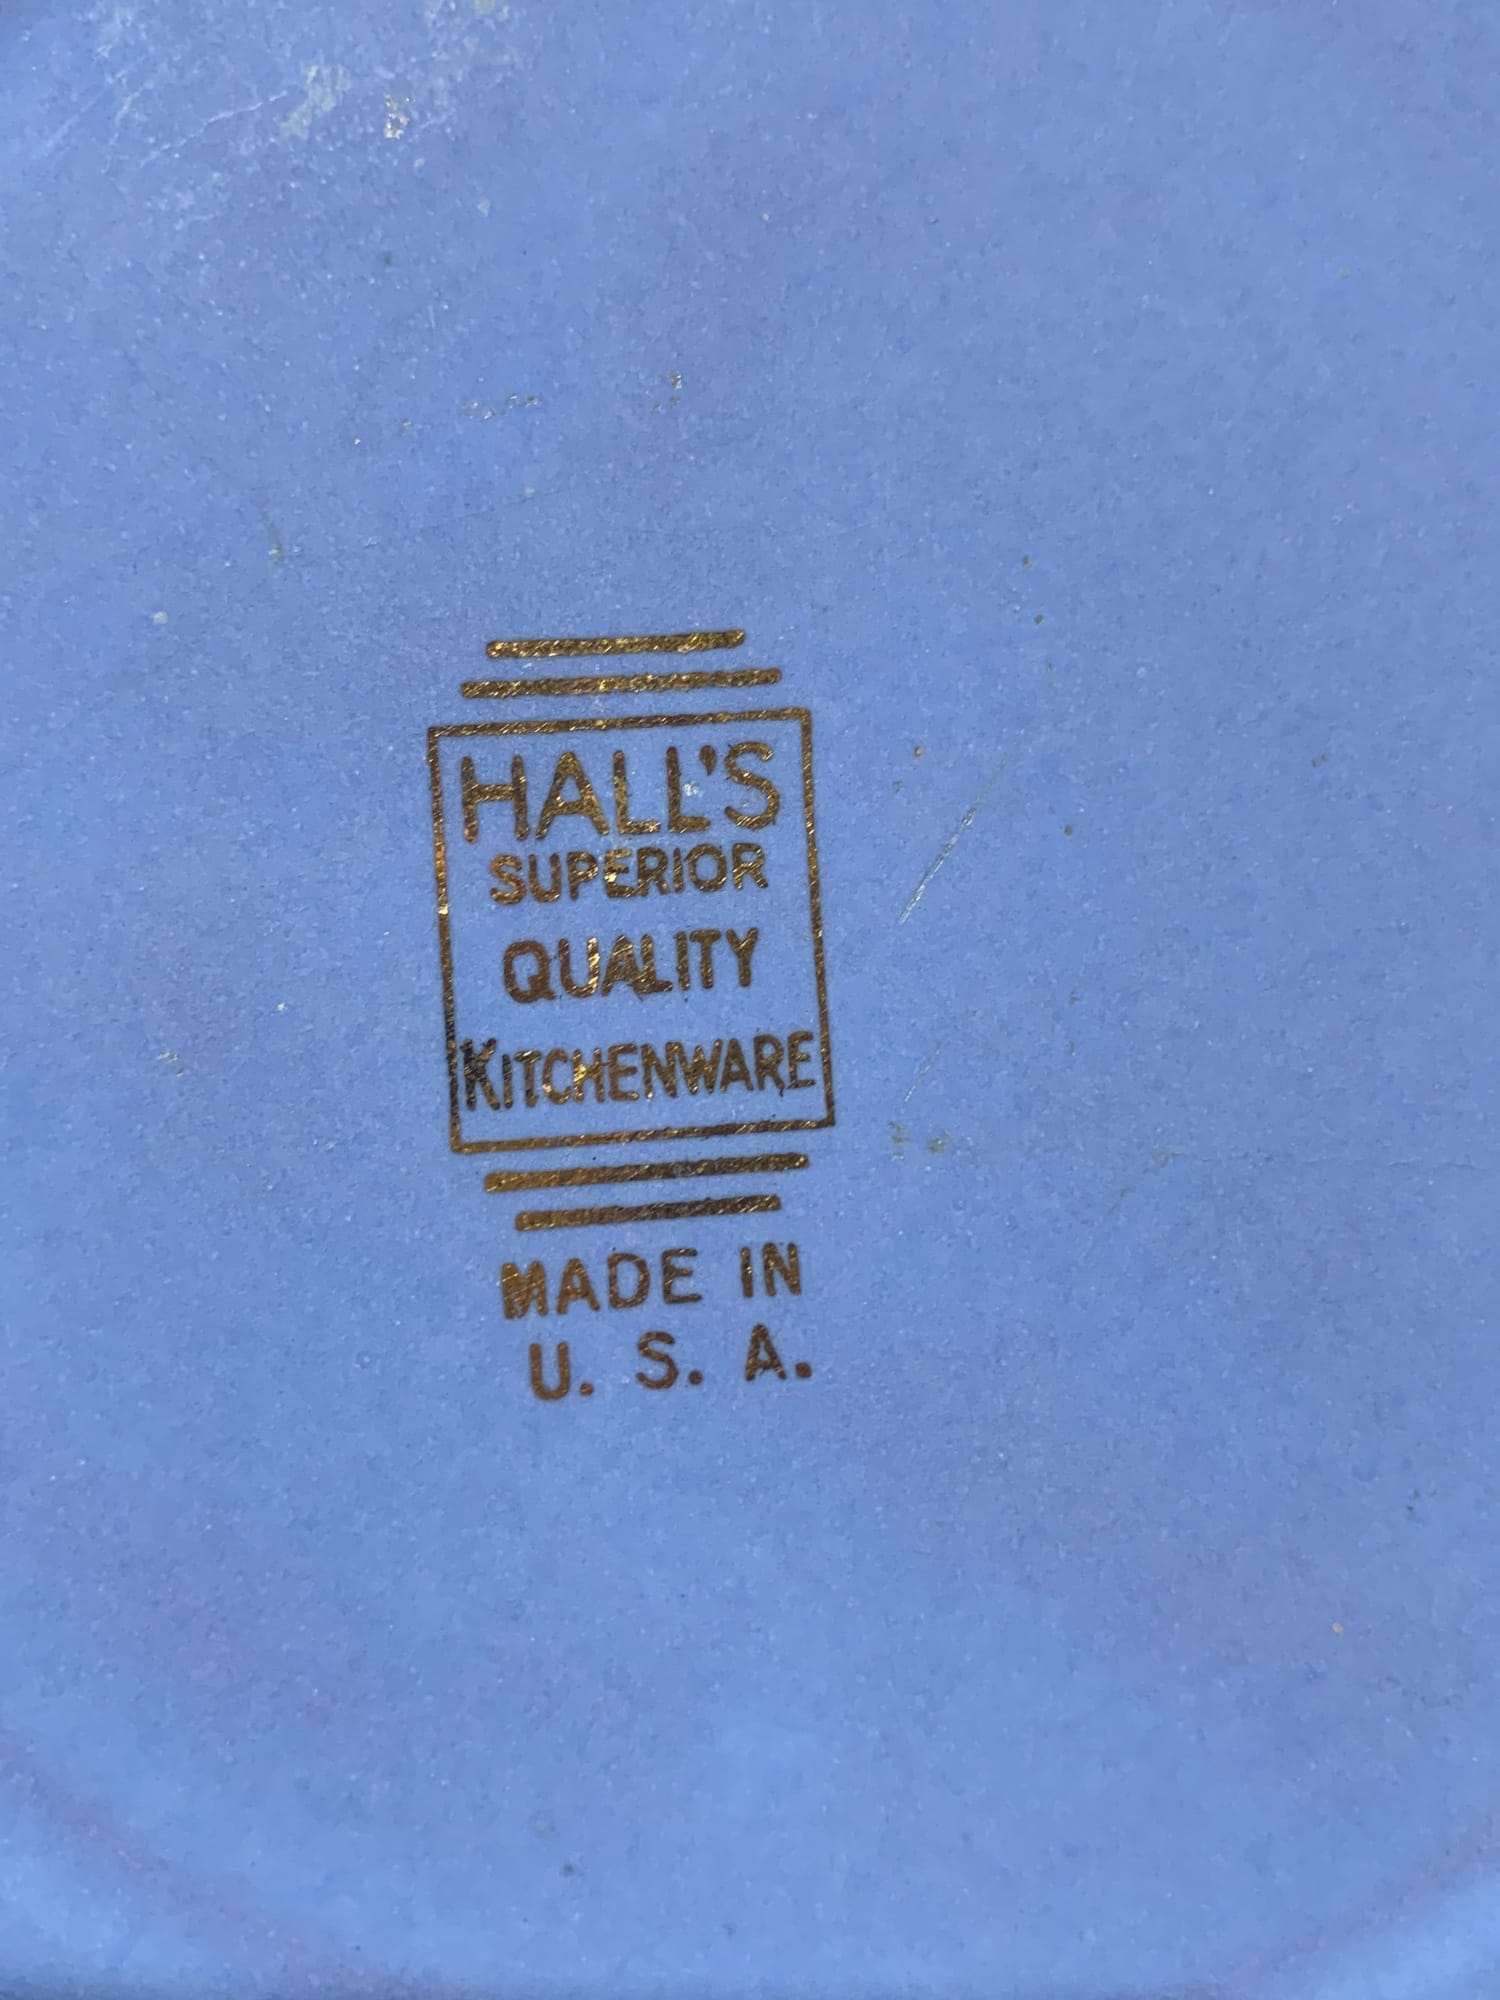 HALL'S
SUPERIOR
QUALITY
KITCHENWARE
MADE IN
U. S. A.